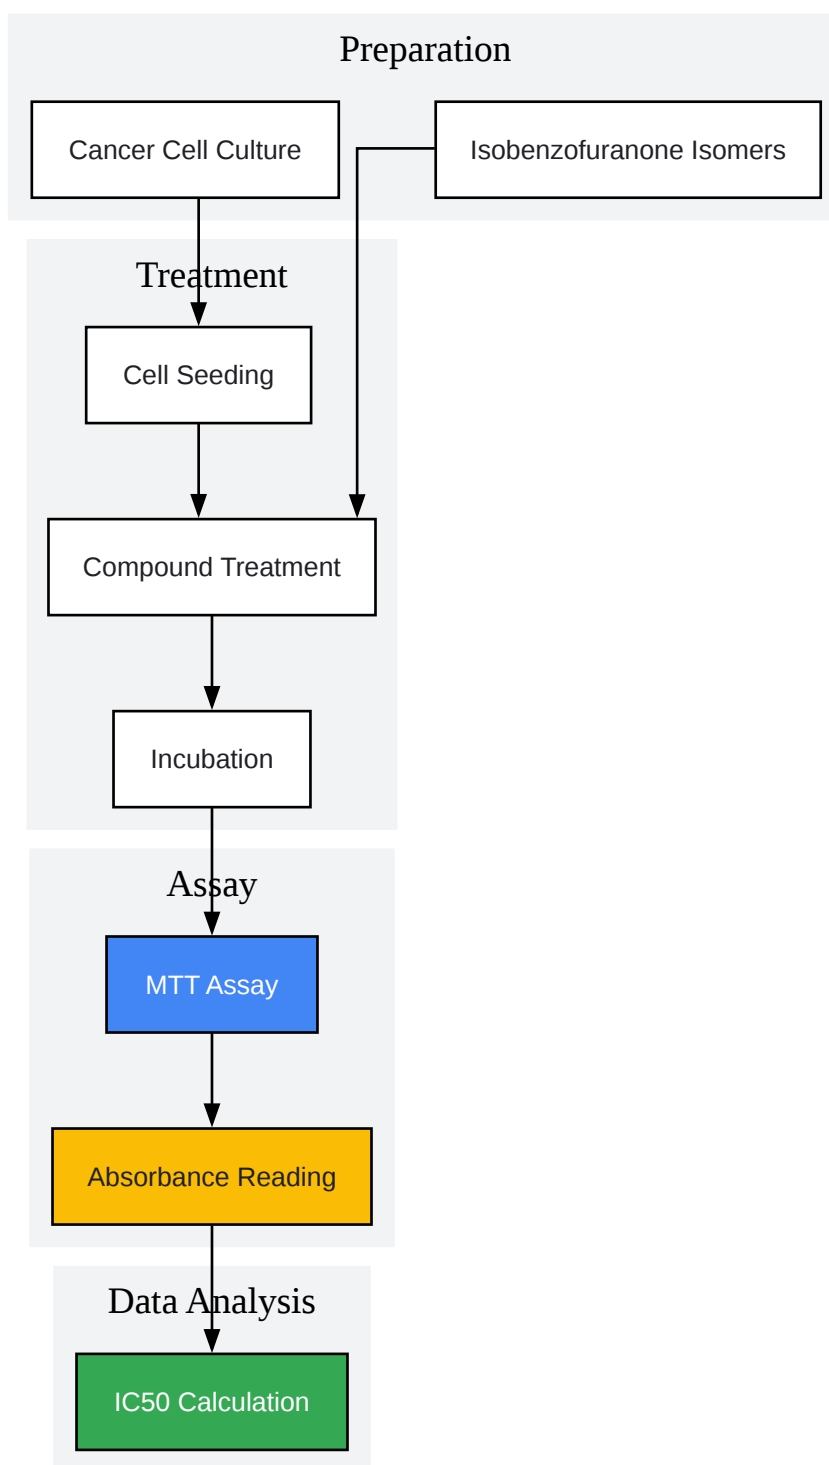 Preparation
Cancer Cell Culture
Isobenzofuranone Isomers
Treatment
Cell Seeding
Compound Treatment
Incubation
Assay
MTT Assay
Absorbance Reading
Data Analysis
IC50 Calculation